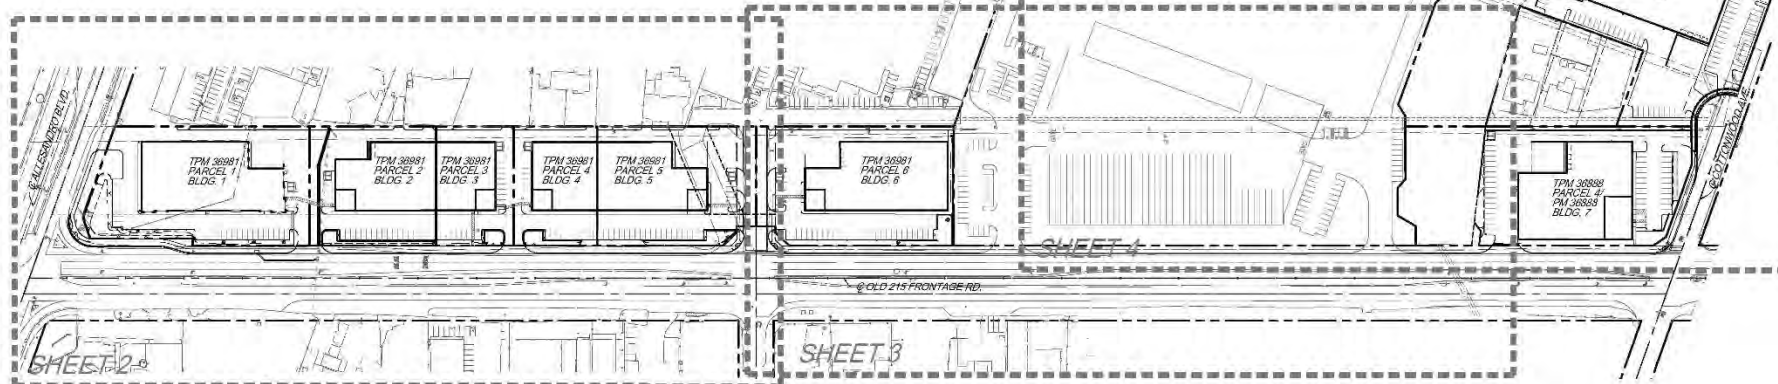 ℄ ALLESANDRO BLVD.
TPM 36981
PARCEL 1
BLDG. 1
TPM 36981
PARCEL 2
BLDG. 2
TPM 36981
PARCEL 3
BLDG. 3
TPM 36981
PARCEL 4
BLDG. 4
TPM 36981
PARCEL 5
BLDG. 5
TPM 36981
PARCEL 6
BLDG. 6
TPM 36888
PARCEL 4/
PM 36888
BLDG. 7
℄ COTTONWOOD AVE.
SHEET 4
℄ OLD 215 FRONTAGE RD.
SHEET 2
SHEET 3